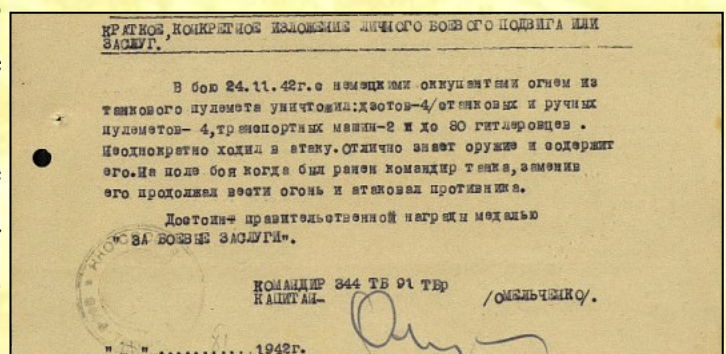 КРАТКОЕ, КОНКРЕТНОЕ ИЗЛОЖЕНИЕ ЛИЧНОГО БОЕВОГО ПОДВИГА ИЛИ
ЗАСЛУГ.
В бою 24.11.42г.с немецкими оккупантами огнем из
танкового пулемета уничтожил:дзотов-4/станковых и ручных
пулеметов- 4,транспортных машин-2 и до 80 гитлеровцев .
Неоднократно ходил в атаку.Отлично знает оружие и содержит
его.На поле боя когда был ранен командир танка,заменив
его продолжал вести огонь и атаковал противника.
Достоин правительственной награды медалью
" ЗА БОЕВЫЕ ЗАСЛУГИ".
КОМАНДИР 344 ТБ 91 ТБр
КАПИТАН-
/ОМЕЛЬЧЕНКО/.
" " ........... 1942г.